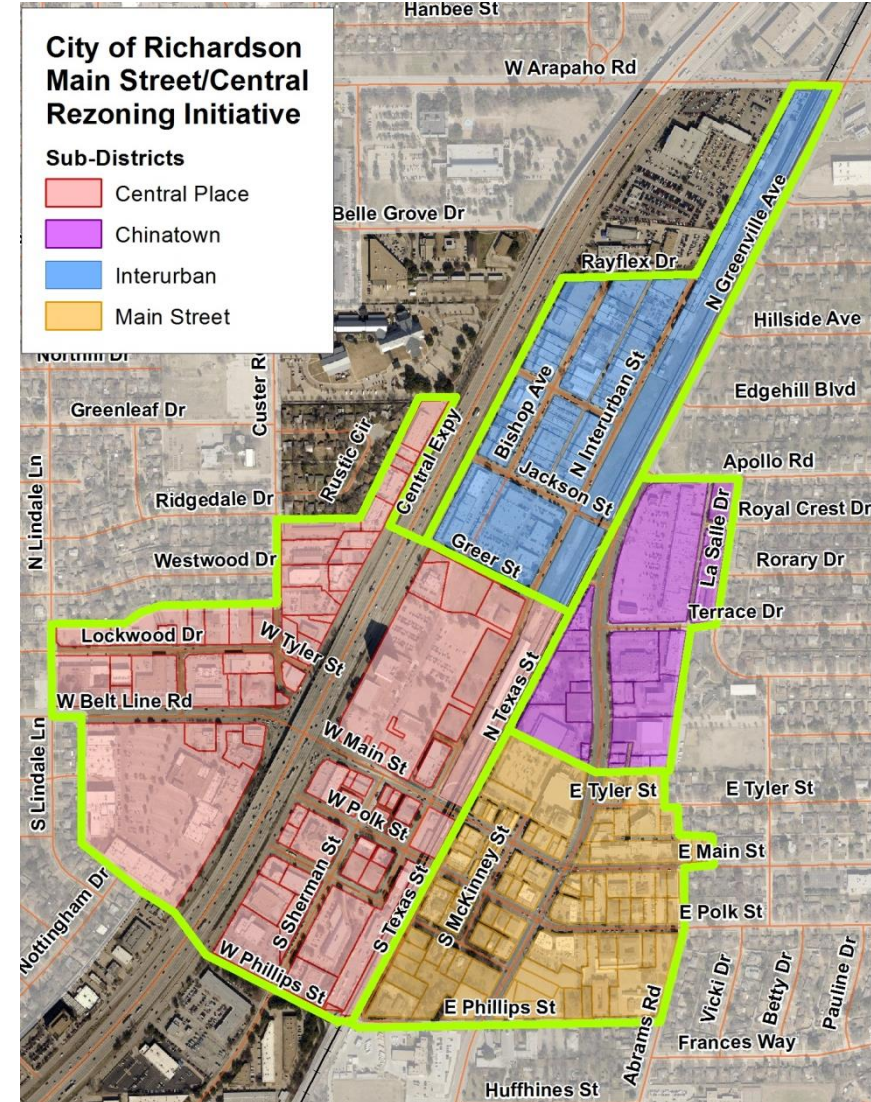 Hanbee St
City of Richardson
Main Street/Central
Rezoning Initiative
Sub-Districts
Central Place
Chinatown
Interurban
Main Street
W Arapaho Rd
Belle Grove Dr
Rayflex Dr
N Greenville Ave
Hillside Ave
Northill Dr
Custer R
Greenleaf Dr
Edgehill Blvd
Bishop Ave
N Interurban St
Rustic Cir
Central Expy
Apollo Rd
N Lindale Ln
Ridgedale Dr
Jackson St
La Salle Dr
Royal Crest Dr
Westwood Dr
Greer St
Rorary Dr
Terrace Dr
Lockwood Dr
W Tyler St
W Belt Line Rd
N Texas St
S Lindale Ln
W Main St
E Tyler St
E Tyler St
W Polk St
S McKinney St
E Main St
S Sherman St
S Texas St
E Polk St
Nottingham Dr
W Phillips St
E Phillips St
Abrams Rd
Vicki Dr
Betty Dr
Pauline Dr
Frances Way
Huffhines St